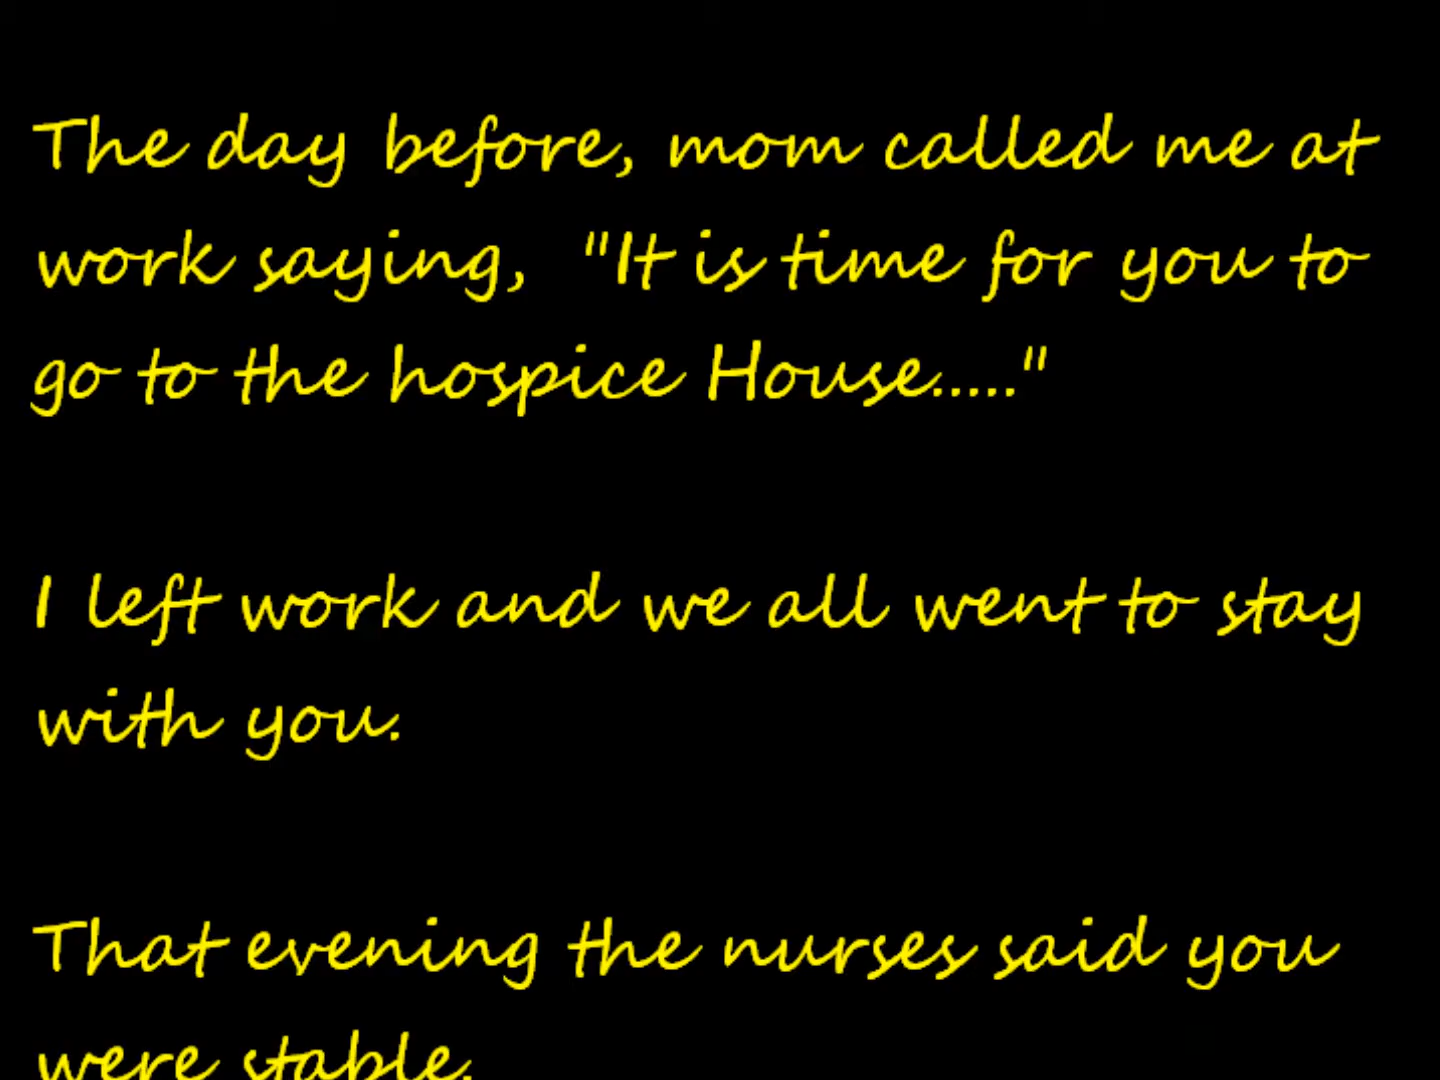 The day before, mom called me at
work saying,  "It is time for you to
go to the hospice House....."
I left work and we all went to stay
with you.
That evening the nurses said you
were stable.